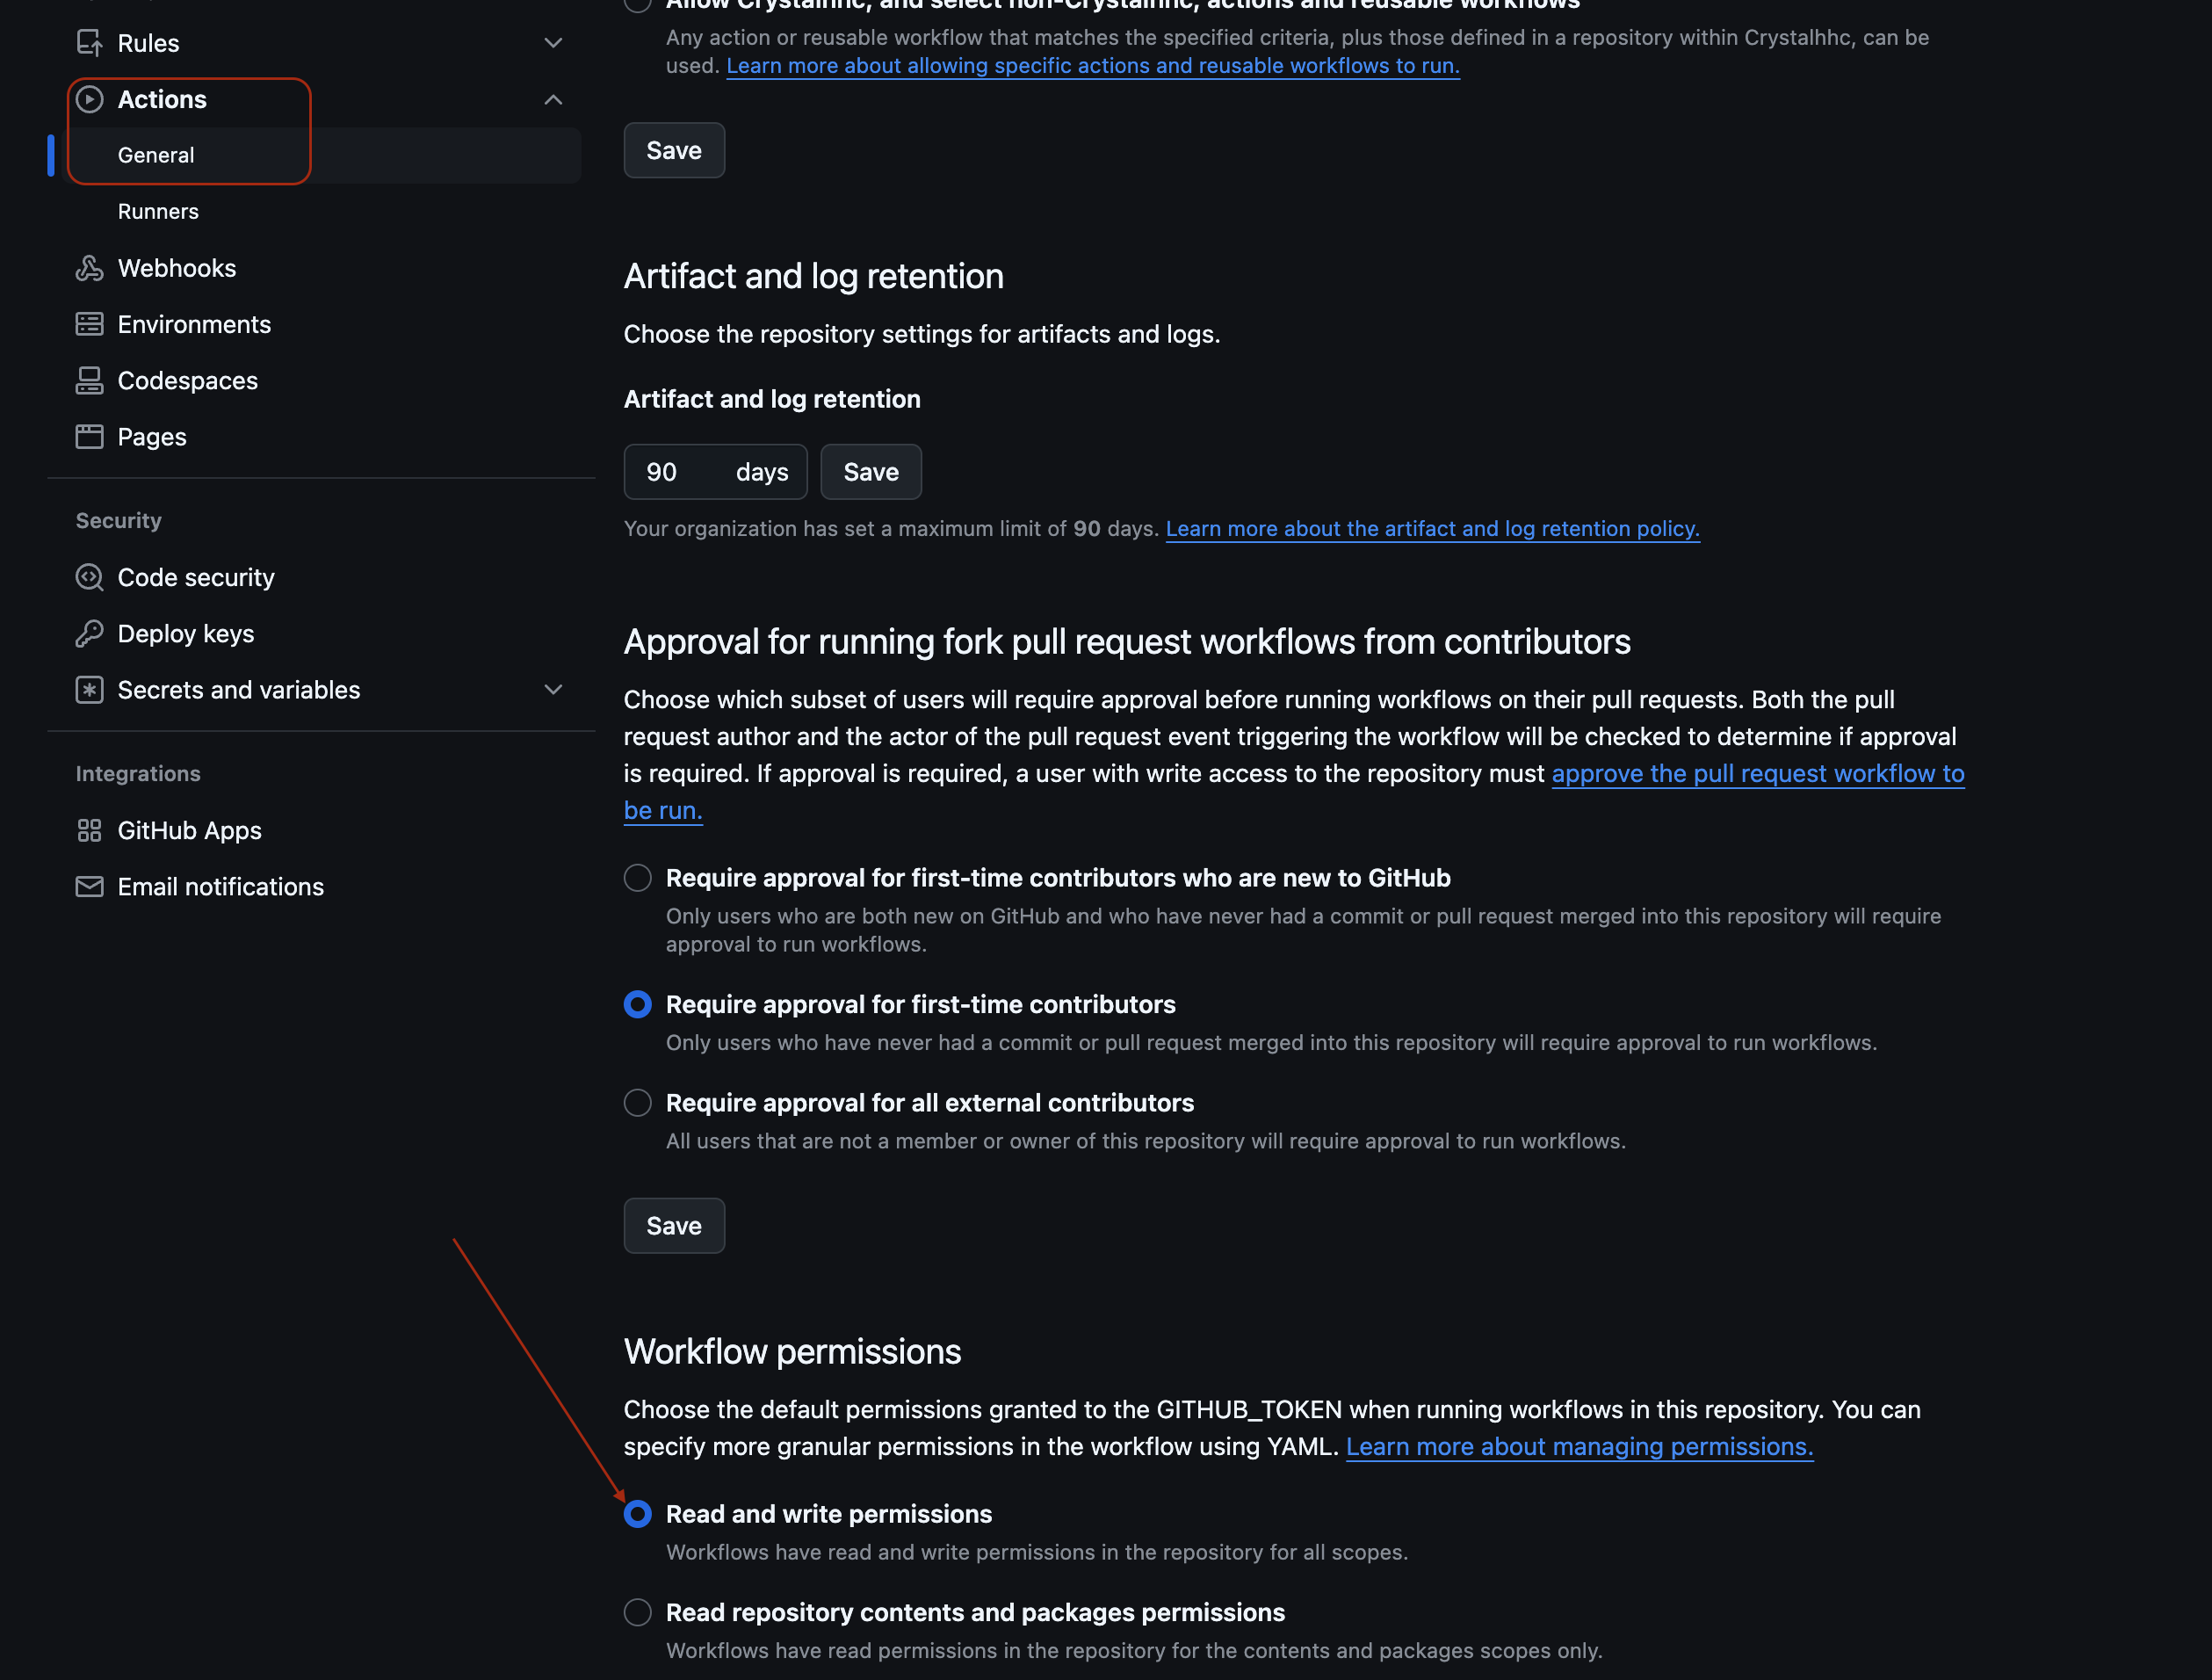 Rules
Actions
General
Runners
Webhooks
Environments
Codespaces
Pages
Security
Code security
Deploy keys
Secrets and variables
Integrations
GitHub Apps
Email notifications
Allow Crystalhhc, and select non-Crystalhhc, actions and reusable workflows
Any action or reusable workflow that matches the specified criteria, plus those defined in a repository within Crystalhhc, can be
used. Learn more about allowing specific actions and reusable workflows to run.
Save
Artifact and log retention
Choose the repository settings for artifacts and logs.
Artifact and log retention
90 days Save
Your organization has set a maximum limit of 90 days. Learn more about the artifact and log retention policy.
Approval for running fork pull request workflows from contributors
Choose which subset of users will require approval before running workflows on their pull requests. Both the pull
request author and the actor of the pull request event triggering the workflow will be checked to determine if approval
is required. If approval is required, a user with write access to the repository must approve the pull request workflow to
be run.
Require approval for first-time contributors who are new to GitHub
Only users who are both new on GitHub and who have never had a commit or pull request merged into this repository will require
approval to run workflows.
Require approval for first-time contributors
Only users who have never had a commit or pull request merged into this repository will require approval to run workflows.
Require approval for all external contributors
All users that are not a member or owner of this repository will require approval to run workflows.
Save
Workflow permissions
Choose the default permissions granted to the GITHUB_TOKEN when running workflows in this repository. You can
specify more granular permissions in the workflow using YAML. Learn more about managing permissions.
Read and write permissions
Workflows have read and write permissions in the repository for all scopes.
Read repository contents and packages permissions
Workflows have read permissions in the repository for the contents and packages scopes only.